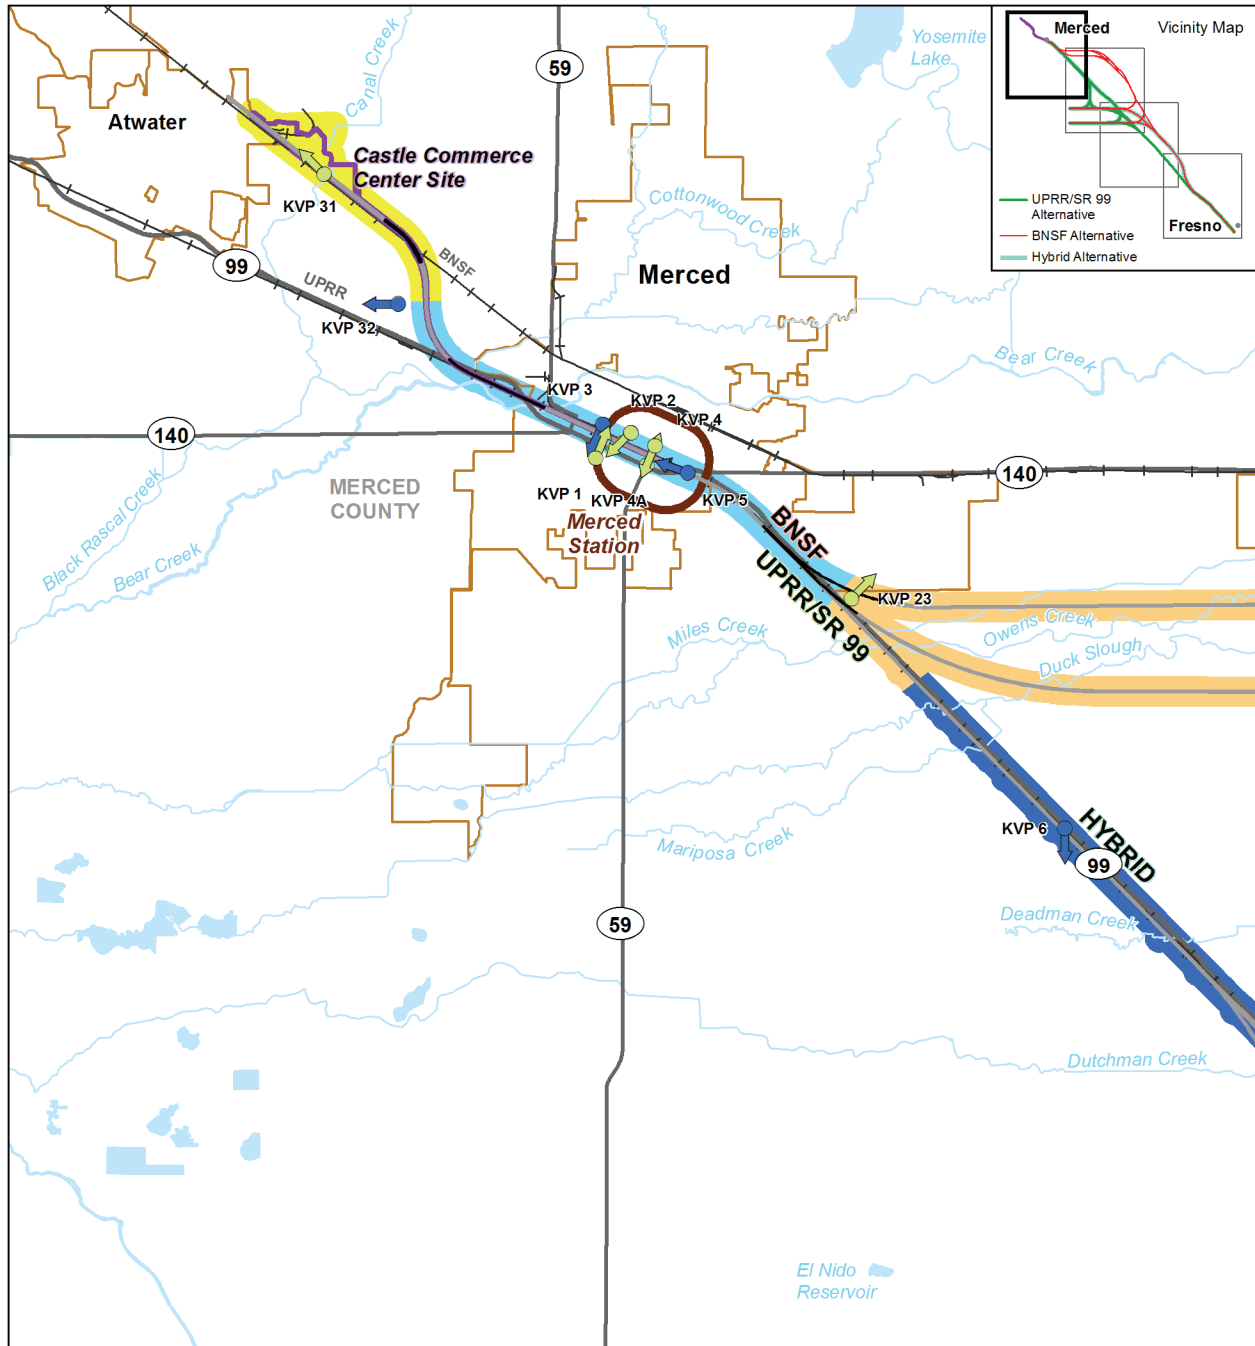 Yosemite
Lake
Vicinity Map
Merced
UPRR/SR 99
Alternative
BNSF Alternative
Hybrid Alternative
Fresno
59
Canal Creek
Atwater
Castle Commerce
Center Site
KVP 31
Cottonwood Creek
99
BNSF
UPRR
Merced
KVP 32
Bear Creek
KVP 3
KVP 2
KVP 4
140
140
MERCED
COUNTY
KVP 1
KVP 4A
KVP 5
Merced
Station
Black Rascal Creek
Bear Creek
BNSF
UPRR/SR 99
KVP 23
Miles Creek
Owens Creek
Duck Slough
KVP 6
HYBRID
99
Mariposa Creek
Deadman Creek
59
Dutchman Creek
El Nido
Reservoir